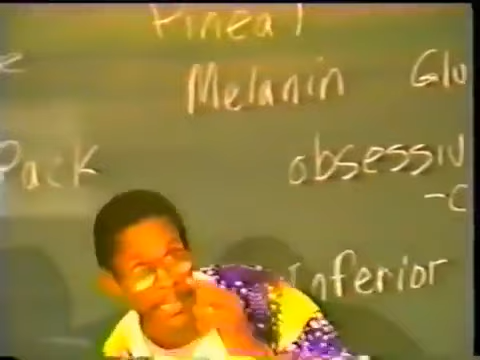 Pineal
e
Melanin Glu
Pack
obsessiv
-c
Inferior